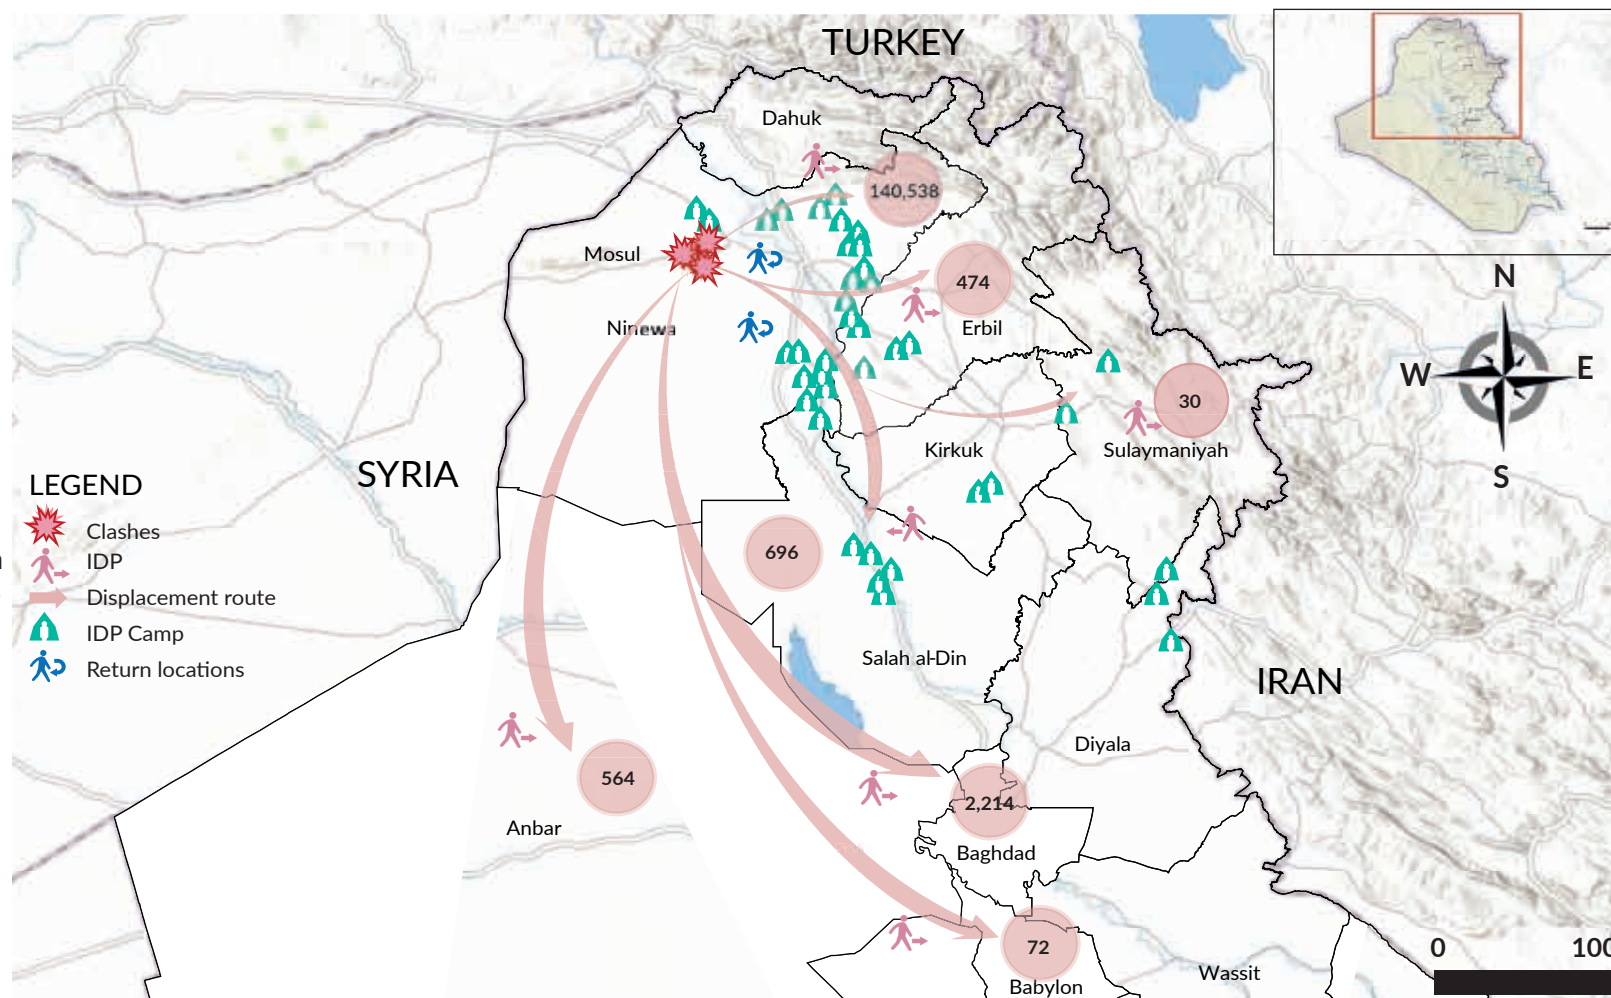 TURKEY
Dahuk
140,538
Mosul
474
Ninewa
Erbil
N
W
E
S
30
Kirkuk
Sulaymaniyah
SYRIA
LEGEND
Clashes
IDP
Displacement route
IDP Camp
Return locations
696
Salah al-Din
IRAN
Diyala
564
Anbar
2,214
Baghdad
72
Babylon
Wassit
0
100